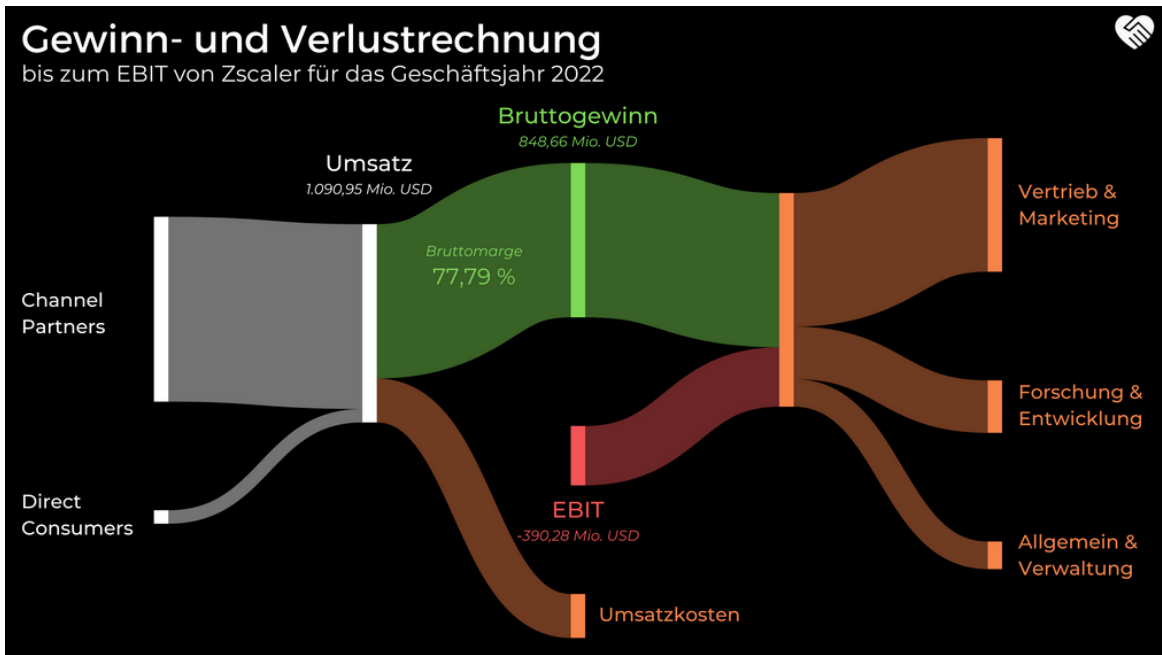 Gewinn- und Verlustrechnung
bis zum EBIT von Zscaler für das Geschäftsjahr 2022
Bruttogewinn
848,66 Mio. USD
Umsatz
1.090,95 Mio. USD
Vertrieb &
Marketing
Bruttomarge
77,79 %
Channel
Partners
Forschung &
Entwicklung
Direct
Consumers
EBIT
-390,28 Mio. USD
Allgemein &
Verwaltung
Umsatzkosten